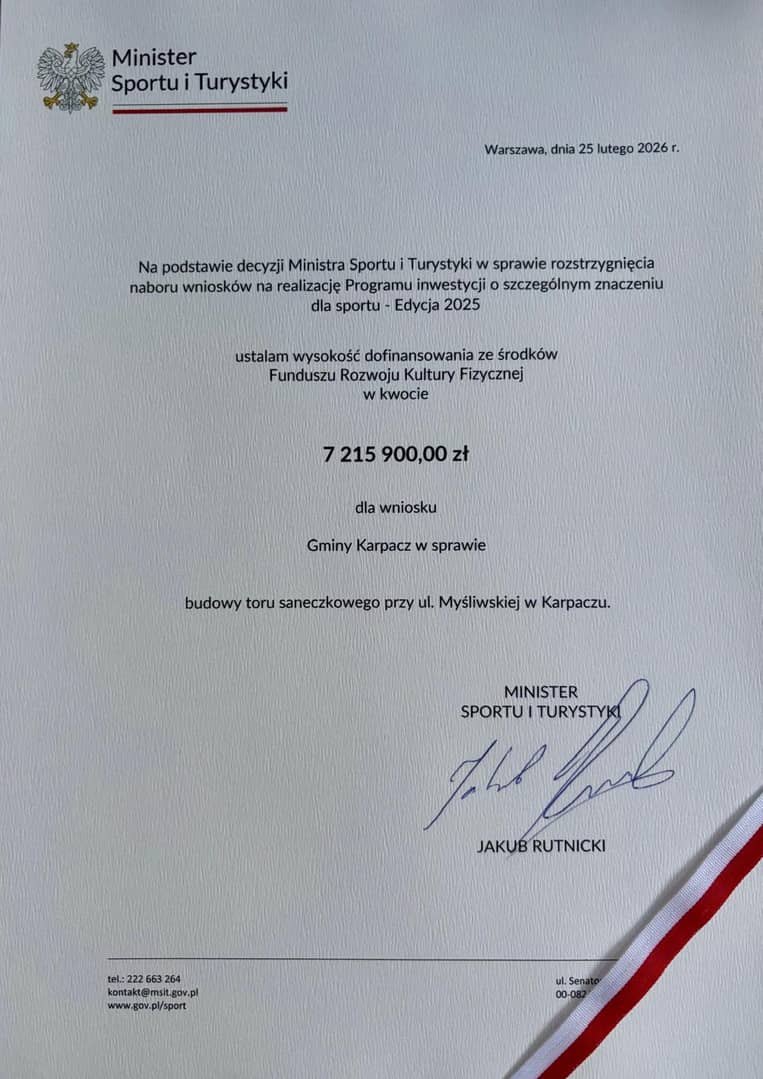 Minister
Sportu i Turystyki
Warszawa, dnia 25 lutego 2026 r.
Na podstawie decyzji Ministra Sportu i Turystyki w sprawie rozstrzygnięcia
naboru wniosków na realizację Programu inwestycji o szczególnym znaczeniu
dla sportu - Edycja 2025
ustalam wysokość dofinansowania ze środków
Funduszu Rozwoju Kultury Fizycznej
w kwocie
7 215 900,00 zł
dla wniosku
Gminy Karpacz w sprawie
budowy toru saneczkowego przy ul. Myśliwskiej w Karpaczu.
MINISTER
SPORTU I TURYSTYKI
JAKUB RUTNICKI
tel.: 222 663 264
kontakt@msit.gov.pl
www.gov.pl/sport
ul.
00-082